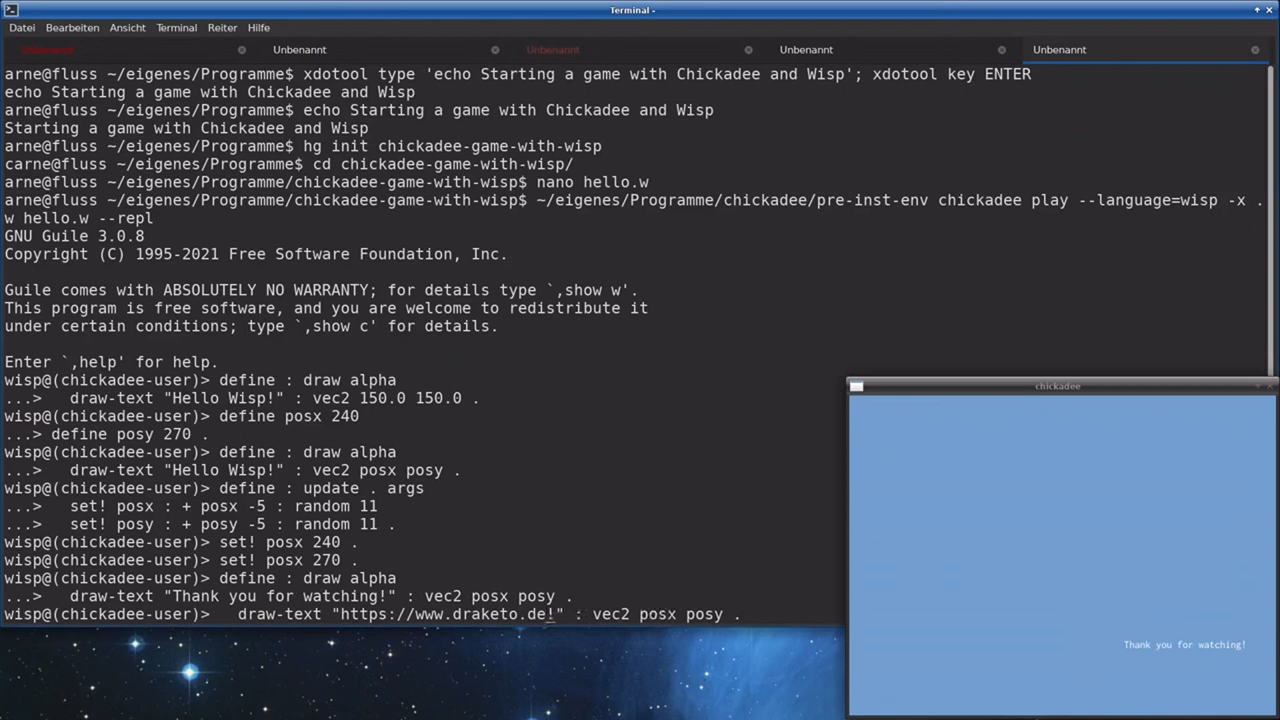 Terminal -
Datei Bearbeiten Ansicht Terminal Reiter Hilfe
Unbenannt Unbenannt Unbenannt Unbenannt Unbenannt
arne@fluss ~/eigenes/Programme$ xdotool type 'echo Starting a game with Chickadee and Wisp'; xdotool key ENTER
echo Starting a game with Chickadee and Wisp
arne@fluss ~/eigenes/Programme$ echo Starting a game with Chickadee and Wisp
Starting a game with Chickadee and Wisp
arne@fluss ~/eigenes/Programme$ hg init chickadee-game-with-wisp
carne@fluss ~/eigenes/Programme$ cd chickadee-game-with-wisp/
arne@fluss ~/eigenes/Programme/chickadee-game-with-wisp$ nano hello.w
arne@fluss ~/eigenes/Programme/chickadee-game-with-wisp$ ~/eigenes/Programme/chickadee/pre-inst-env chickadee play --language=wisp -x .
w hello.w --repl
GNU Guile 3.0.8
Copyright (C) 1995-2021 Free Software Foundation, Inc.
Guile comes with ABSOLUTELY NO WARRANTY; for details type `,show w'.
This program is free software, and you are welcome to redistribute it
under certain conditions; type `,show c' for details.
Enter `,help' for help.
wisp@(chickadee-user)> define : draw alpha
...>   draw-text "Hello Wisp!" : vec2 150.0 150.0 .
wisp@(chickadee-user)> define posx 240
...> define posy 270 .
wisp@(chickadee-user)> define : draw alpha
...>   draw-text "Hello Wisp!" : vec2 posx posy .
wisp@(chickadee-user)> define : update . args
...>   set! posx : + posx -5 : random 11
...>   set! posy : + posy -5 : random 11 .
wisp@(chickadee-user)> set! posx 240 .
wisp@(chickadee-user)> set! posx 270 .
wisp@(chickadee-user)> define : draw alpha
...>   draw-text "Thank you for watching!" : vec2 posx posy .
wisp@(chickadee-user)>   draw-text "https://www.draketo.de!" : vec2 posx posy .
chickadee
Thank you for watching!